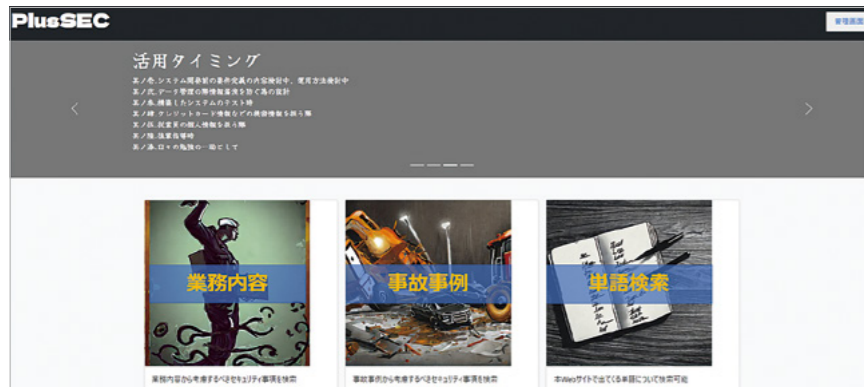 PlusSEC
管理画面
活用タイミング
其ノ壱.システム開発前の要件定義の内容検討中、運用方法検討中
其ノ弐.データ管理の際情報漏洩を防ぐ為の設計
其ノ参.構築したシステムのテスト時
其ノ肆.クレジットカード情報などの機密情報を扱う際
其ノ伍.従業員の個人情報を扱う際
其ノ陸.後輩指導時
其ノ漆.日々の勉強の一助として
業務内容
事故事例
単語検索
業務内容から考慮するべきセキュリティ事項を検索
事故事例から考慮するべきセキュリティ事項を検索
本Webサイトで出てくる単語について検索可能